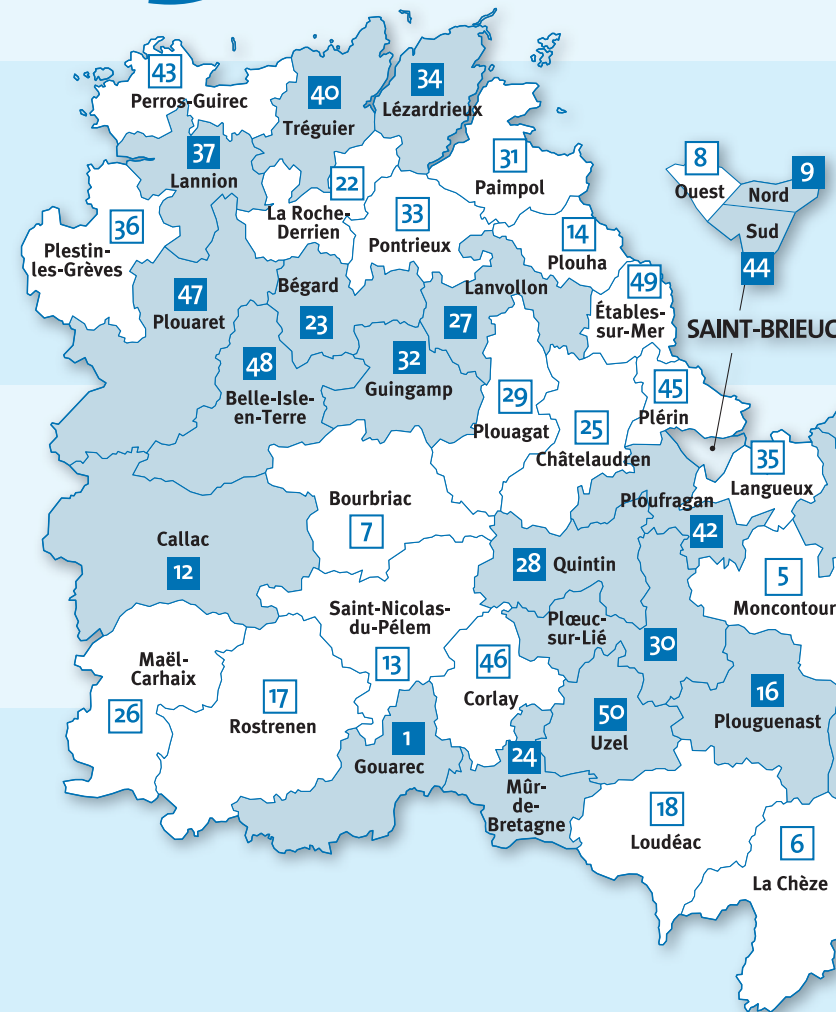 43
Perros-Guirec
40
Tréguier
34
Lézardrieux
37
Lannion
22
La Roche-
Derrien
31
Paimpol
8
Ouest
9
Nord
Sud
44
SAINT-BRIEUC
36
Plestin-
les-Grèves
33
Pontrieux
14
Plouha
47
Plouaret
Bégard
23
Lanvollon
27
49
Étables-
sur-Mer
48
Belle-Isle-
en-Terre
32
Guingamp
29
Plouagat
25
Châtelaudren
45
Plérin
35
Langueux
Ploufragan
42
Bourbriac
7
Callac
12
28
Quintin
5
Moncontour
Saint-Nicolas-
du-Pélem
13
Plœuc-
sur-Lié
30
Maël-
Carhaix
26
17
Rostrenen
46
Corlay
16
Plouguenast
50
Uzel
1
Gouarec
24
Mûr-
de-
Bretagne
18
Loudéac
6
La Chèze